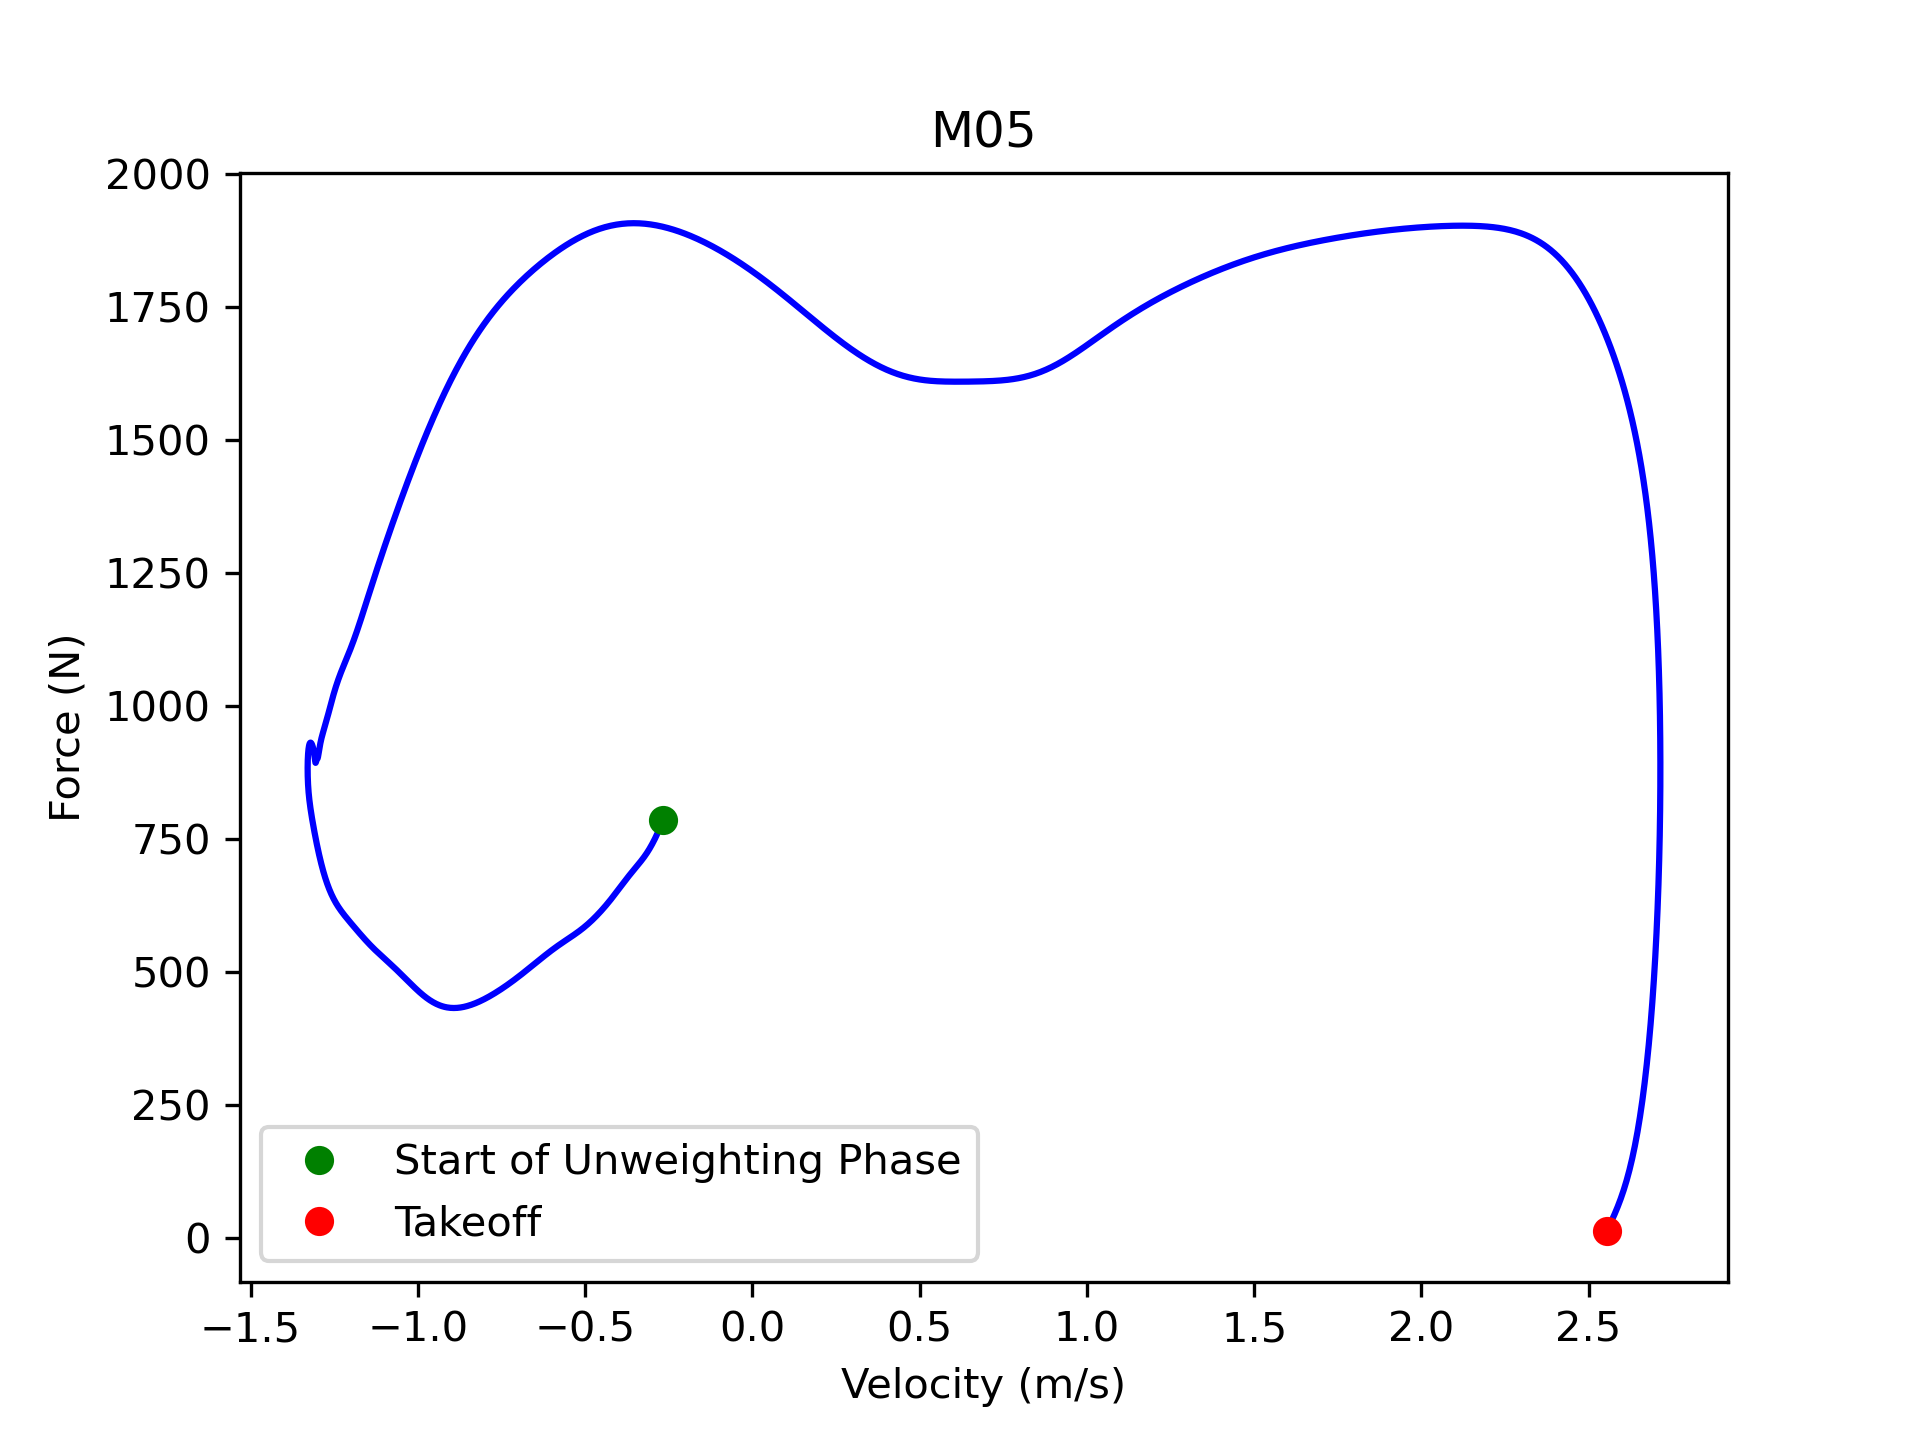 M05
2000
1750
1500
1250
1000
750
500
250
0
Force (N)
Start of Unweighting Phase
Takeoff
−1.5 −1.0 −0.5 0.0 0.5 1.0 1.5 2.0 2.5
Velocity (m/s)